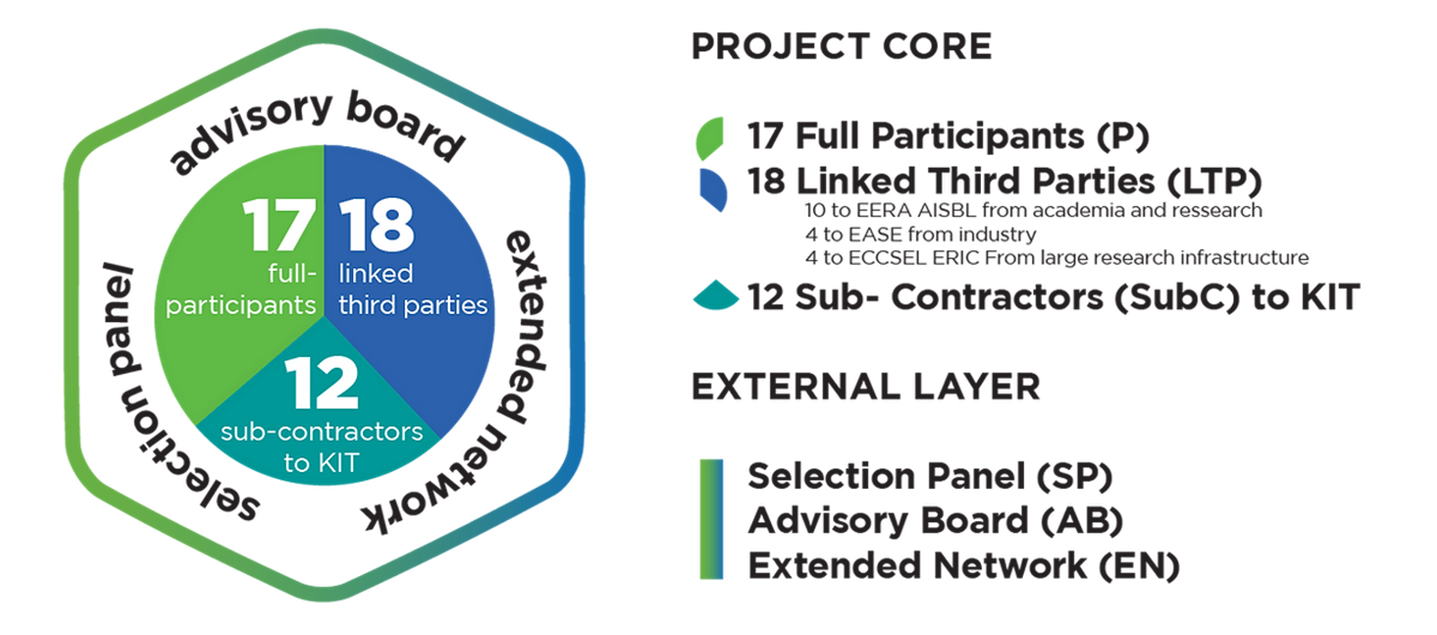 advisory board
17
full-
participants
18
linked
third parties
12
sub-contractors
to KIT
selection panel
extended network
PROJECT CORE
17 Full Participants (P)
18 Linked Third Parties (LTP)
10 to EERA AISBL from academia and ressearch
4 to EASE from industry
4 to ECCSEL ERIC From large research infrastructure
12 Sub- Contractors (SubC) to KIT
EXTERNAL LAYER
Selection Panel (SP)
Advisory Board (AB)
Extended Network (EN)